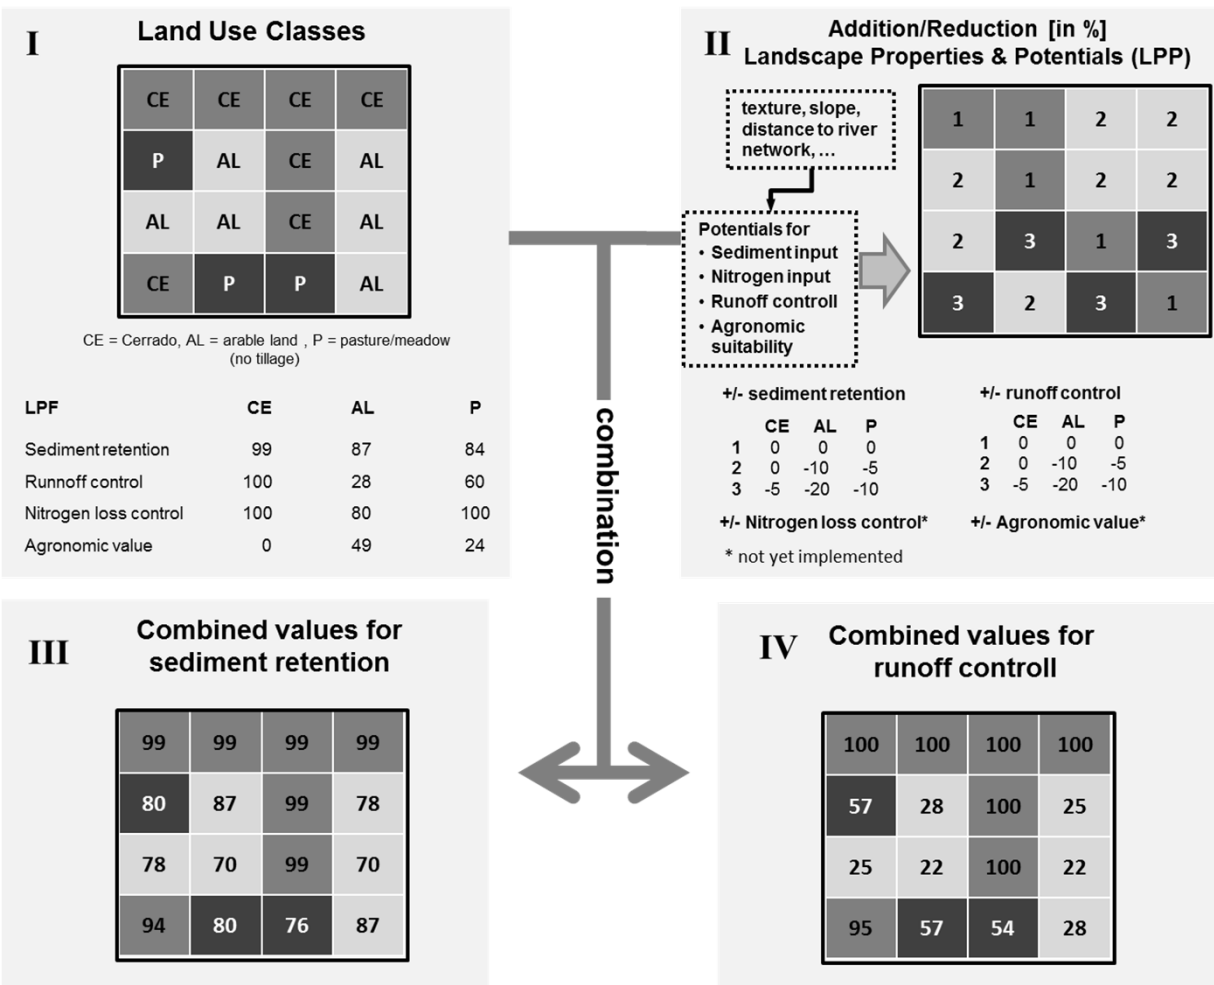 I
Land Use Classes
CE CE CE CE
P AL CE AL
AL AL CE AL
CE P P AL
CE = Cerrado, AL = arable land , P = pasture/meadow
(no tillage)
LPF CE AL P
Sediment retention 99 87 84
Runnoff control 100 28 60
Nitrogen loss control 100 80 100
Agronomic value 0 49 24
II
Addition/Reduction [in %]
Landscape Properties & Potentials (LPP)
texture, slope,
distance to river
network, ...
Potentials for
• Sediment input
• Nitrogen input
• Runoff controll
• Agronomic
suitability
1 1 2 2
2 1 2 2
2 3 1 3
3 2 3 1
+/- sediment retention
CE AL P
1 0 0 0
2 0 -10 -5
3 -5 -20 -10
+/- runoff control
CE AL P
1 0 0 0
2 0 -10 -5
3 -5 -20 -10
+/- Nitrogen loss control*
+/- Agronomic value*
* not yet implemented
combination
III
Combined values for
sediment retention
99 99 99 99
80 87 99 78
78 70 99 70
94 80 76 87
IV
Combined values for
runoff controll
100 100 100 100
57 28 100 25
25 22 100 22
95 57 54 28